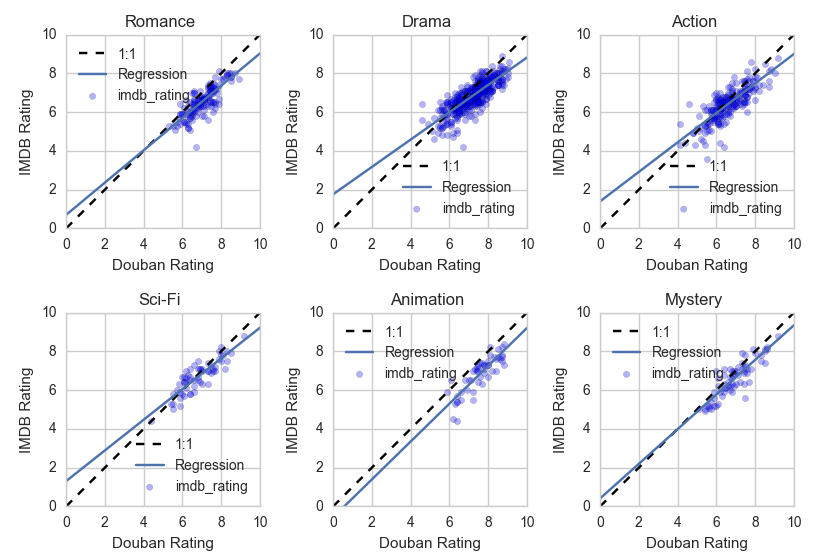 Romance
10
8
6
4
2
0
IMDB Rating
1:1
Regression
imdb_rating
0 2 4 6 8 10
Douban Rating
Drama
10
8
6
4
2
0
IMDB Rating
1:1
Regression
imdb_rating
0 2 4 6 8 10
Douban Rating
Action
10
8
6
4
2
0
IMDB Rating
1:1
Regression
imdb_rating
0 2 4 6 8 10
Douban Rating
Sci-Fi
10
8
6
4
2
0
IMDB Rating
1:1
Regression
imdb_rating
0 2 4 6 8 10
Douban Rating
Animation
10
8
6
4
2
0
IMDB Rating
1:1
Regression
imdb_rating
0 2 4 6 8 10
Douban Rating
Mystery
10
8
6
4
2
0
IMDB Rating
1:1
Regression
imdb_rating
0 2 4 6 8 10
Douban Rating